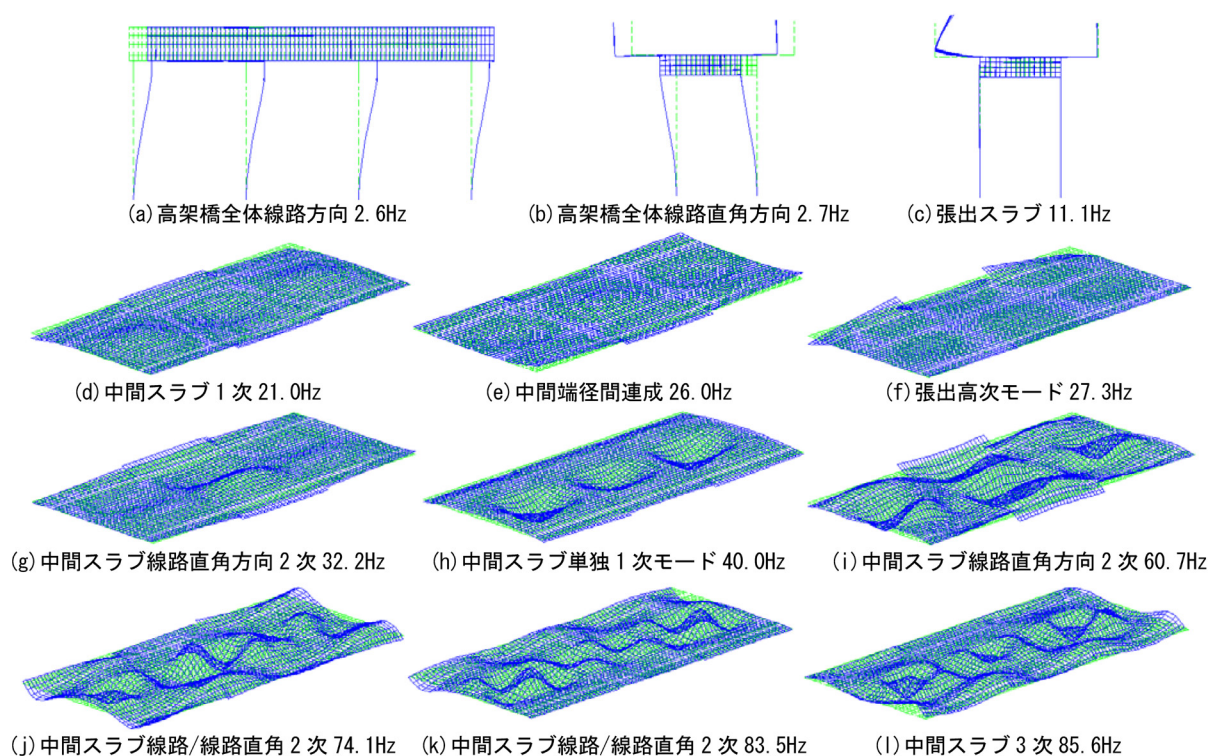 (a)高架橋全体線路方向 2.6Hz
(b)高架橋全体線路直角方向 2.7Hz
(c)張出スラブ 11.1Hz
(d)中間スラブ 1 次 21.0Hz
(e)中間端径間連成 26.0Hz
(f)張出高次モード 27.3Hz
(g)中間スラブ線路直角方向 2 次 32.2Hz
(h)中間スラブ単独 1 次モード 40.0Hz
(i)中間スラブ線路直角方向 2 次 60.7Hz
(j)中間スラブ線路/線路直角 2 次 74.1Hz
(k)中間スラブ線路/線路直角 2 次 83.5Hz
(l)中間スラブ 3 次 85.6Hz